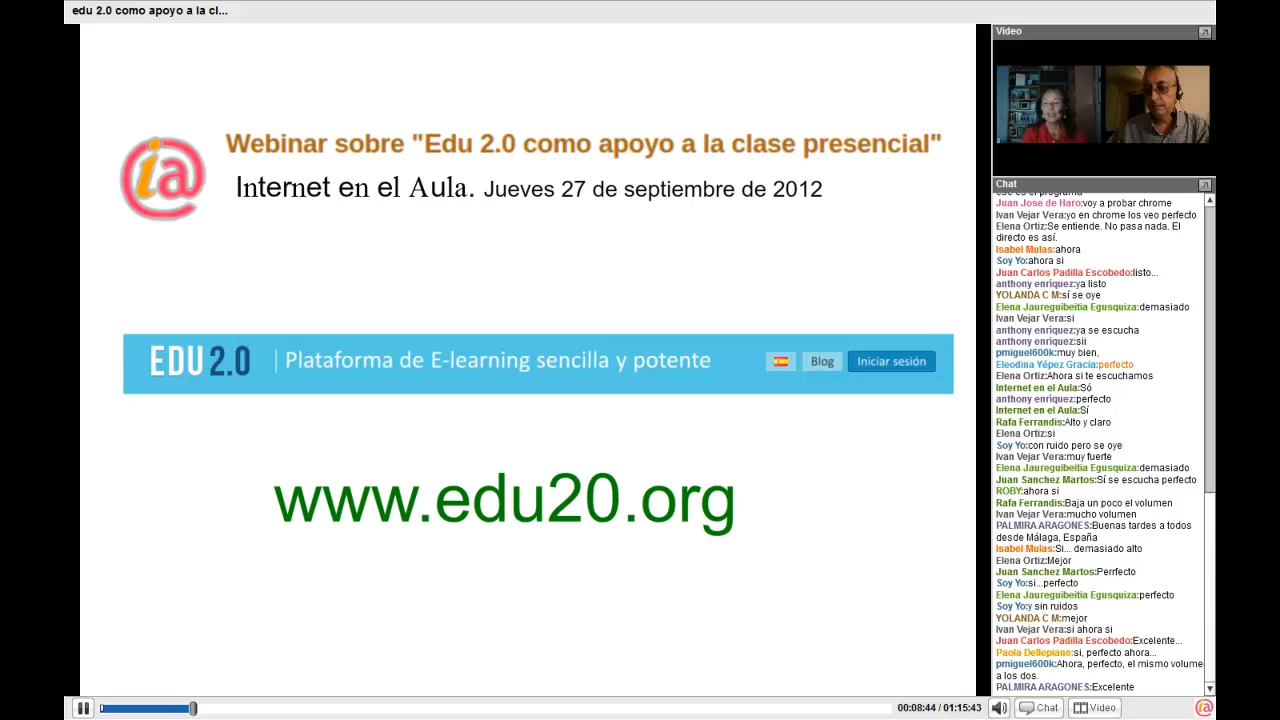 edu 2.0 como apoyo a la cl...
Webinar sobre "Edu 2.0 como apoyo a la clase presencial"
ia
Internet en el Aula. Jueves 27 de septiembre de 2012
EDU 2.0 | Plataforma de E-learning sencilla y potente
Blog
Iniciar sesión
www.edu20.org
Video
Chat
ese es el programa
Juan Jose de Haro:voy a probar chrome
Ivan Vejar Vera:yo en chrome los veo perfecto
Elena Ortiz:Se entiende. No pasa nada. El
directo es así.
Isabel Mulas:ahora
Soy Yo:ahora si
Juan Carlos Padilla Escobedo:listo...
anthony enriquez:ya listo
YOLANDA C M:sí se oye
Elena Jaureguibeitia Egusquiza:demasiado
Ivan Vejar Vera:si
anthony enriquez:ya se escucha
anthony enriquez:sii
pmiguel600k:muy bien,
Eleodina Yépez Gracia:perfecto
Elena Ortiz:Ahora si te escuchamos
Internet en el Aula:Só
anthony enriquez:perfecto
Internet en el Aula:Sí
Rafa Ferrandis:Alto y claro
Elena Ortiz:si
Soy Yo:con ruido pero se oye
Ivan Vejar Vera:muy fuerte
Elena Jaureguibeitia Egusquiza:demasiado
Juan Sanchez Martos:Sí se escucha perfecto
ROBY:ahora si
Rafa Ferrandis:Baja un poco el volumen
Ivan Vejar Vera:mucho volumen
PALMIRA ARAGONES:Buenas tardes a todos
desde Málaga, España
Isabel Mulas:Si... demasiado alto
Elena Ortiz:Mejor
Juan Sanchez Martos:Perrfecto
Soy Yo:si...perfecto
Elena Jaureguibeitia Egusquiza:perfecto
Soy Yo:y sin ruidos
YOLANDA C M:mejor
Ivan Vejar Vera:si ahora si
Juan Carlos Padilla Escobedo:Excelente...
Paola Dellepiane:si, perfecto ahora...
pmiguel600k:Ahora, perfecto, el mismo volume
a los dos.
PALMIRA ARAGONES:Excelente
00:08:44 / 01:15:43
Chat
Video
ia